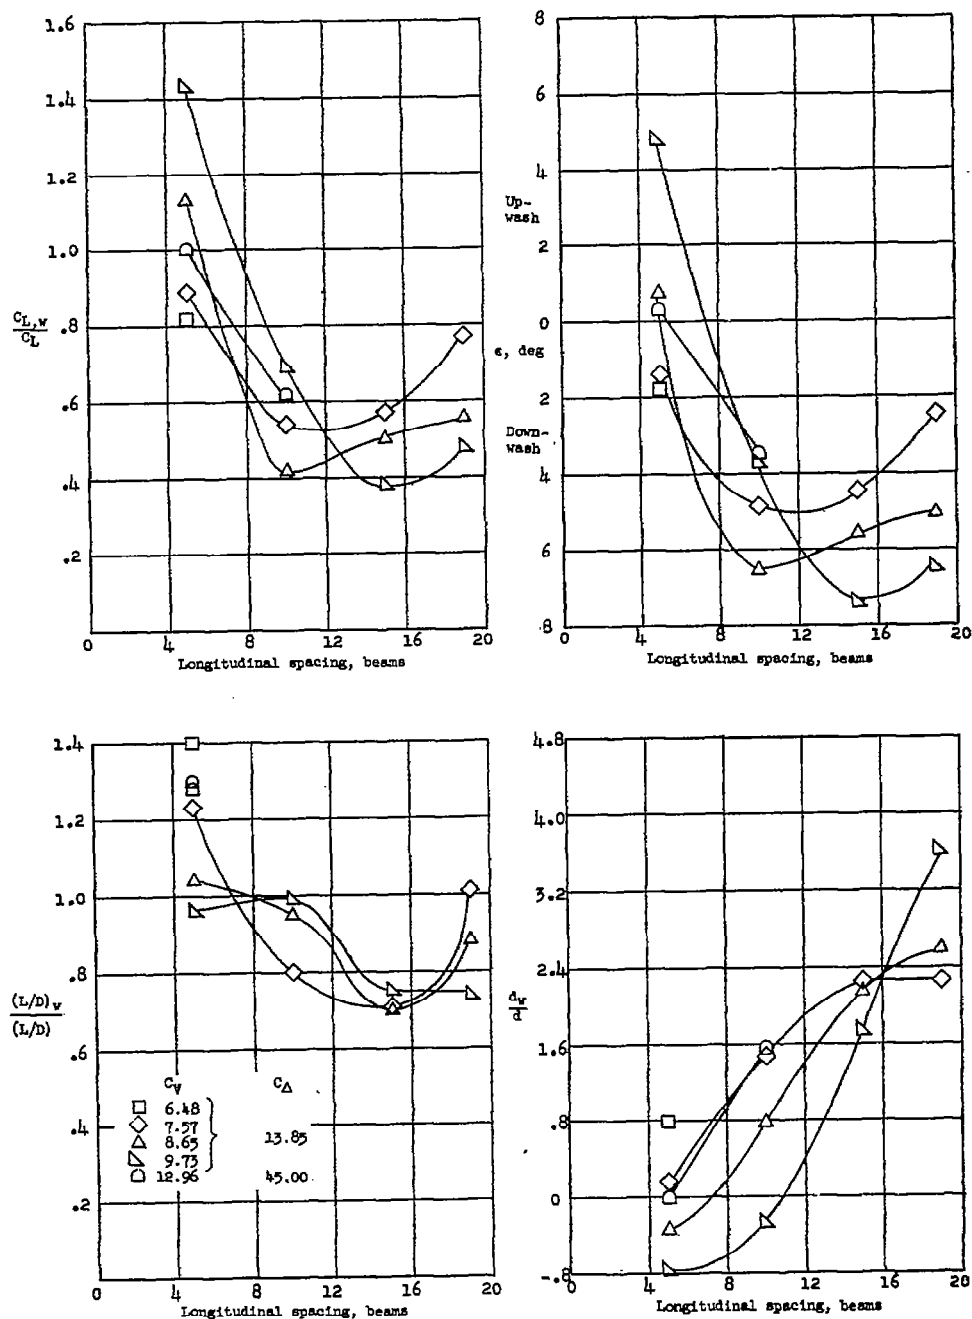 1.6
1.4
1.2
1.0
.8
.6
.4
.2
C_L,w
C_L
0 4 8 12 16 20
Longitudinal spacing, beams
8
6
4
2
0
2
4
6
8
Up-
wash
ϵ, deg
Down-
wash
0 4 8 12 16 20
Longitudinal spacing, beams
1.4
1.2
1.0
.8
.6
.4
.2
(L/D)_w
(L/D)
C_V C_Δ
6.48
7.57
8.65
9.73
13.85
12.96 45.00
0 4 8 12 16 20
Longitudinal spacing, beams
4.8
4.0
3.2
2.4
1.6
.8
0
-.8
d_w
d
0 4 8 12 16 20
Longitudinal spacing, beams